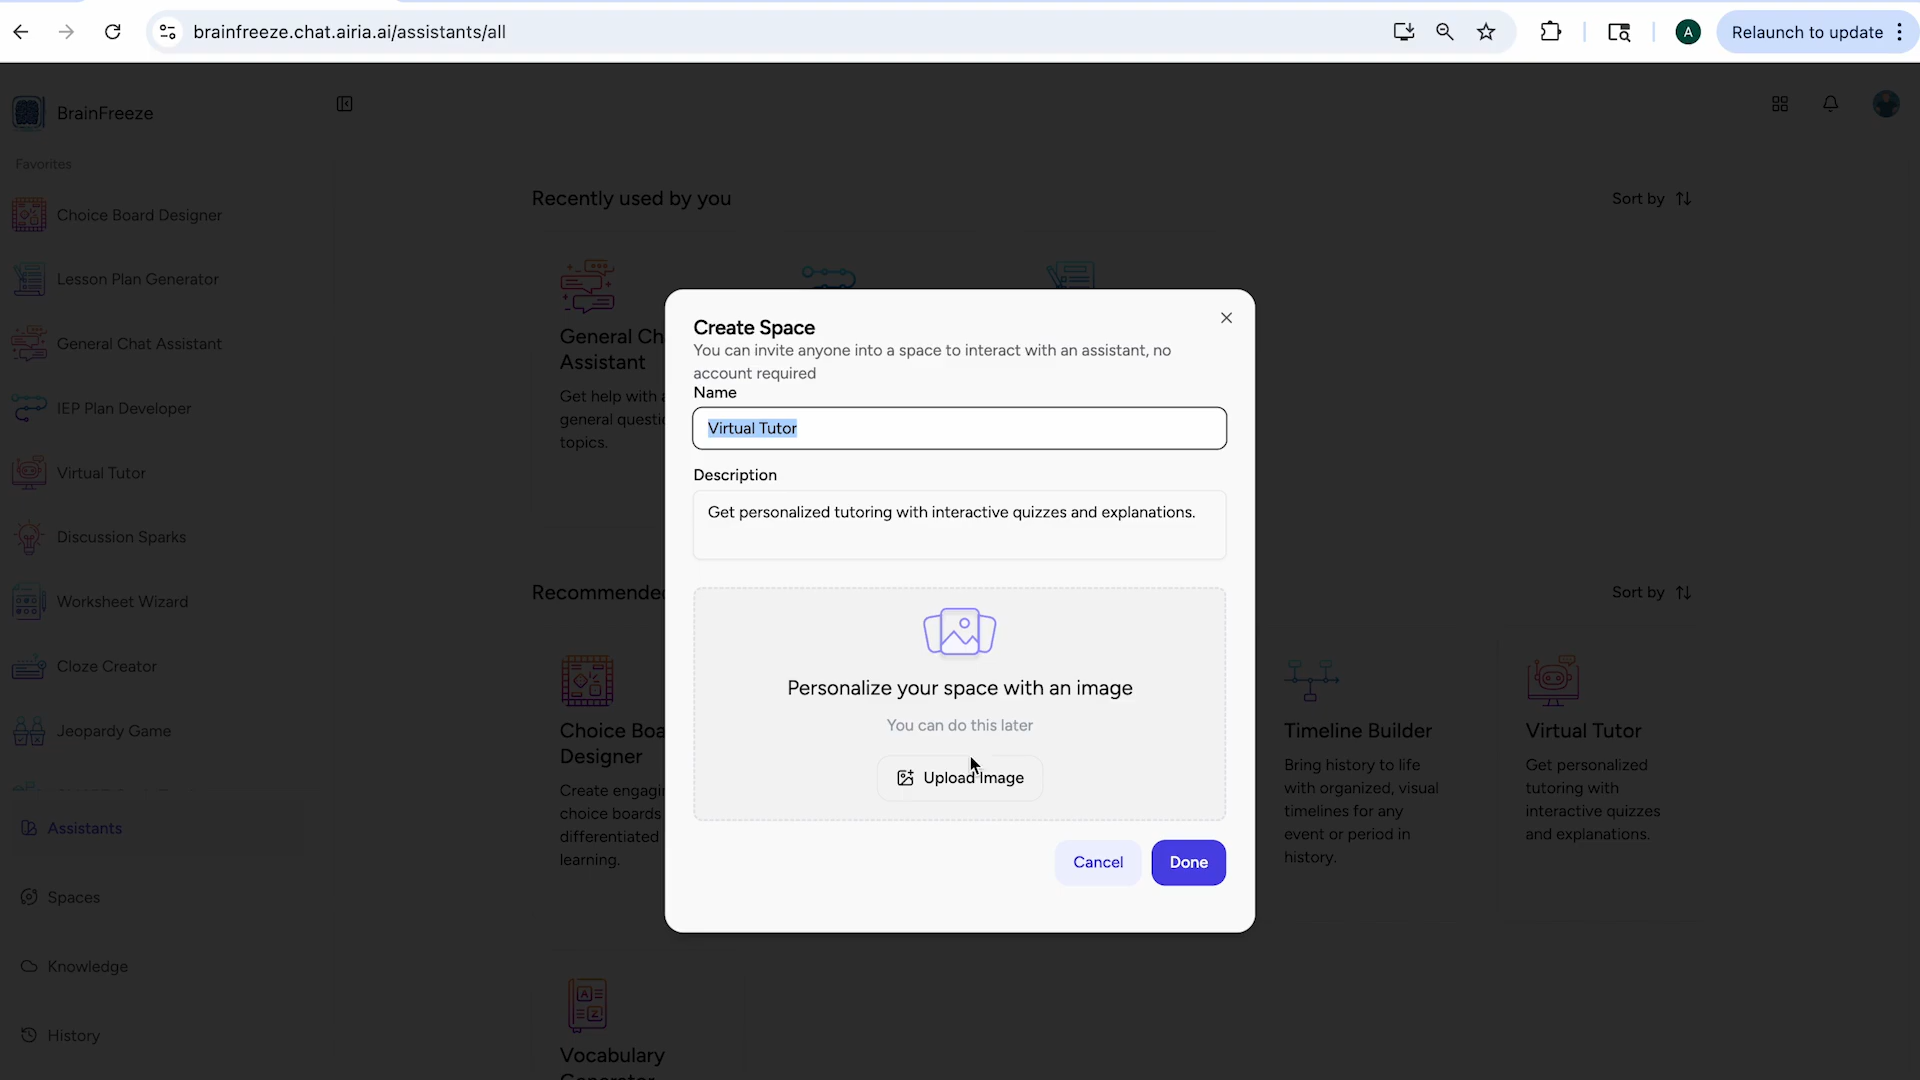 brainfreeze.chat.airia.ai/assistants/all
A
Relaunch to update
BrainFreeze
Favorites
Choice Board Designer
Lesson Plan Generator
General Chat Assistant
IEP Plan Developer
Virtual Tutor
Discussion Sparks
Worksheet Wizard
Cloze Creator
Jeopardy Game
Assistants
Spaces
Knowledge
History
Recently used by you
Sort by
General Ch
Assistant
Get help with
general questi
topics.
Create Space
You can invite anyone into a space to interact with an assistant, no
account required
Name
Virtual Tutor
Description
Get personalized tutoring with interactive quizzes and explanations.
Personalize your space with an image
You can do this later
Upload Image
Cancel
Done
Recommended
Sort by
Choice Boa
Designer
Create engagi
choice boards
differentiated
learning.
Timeline Builder
Bring history to life
with organized, visual
timelines for any
event or period in
history.
Virtual Tutor
Get personalized
tutoring with
interactive quizzes
and explanations.
Vocabulary